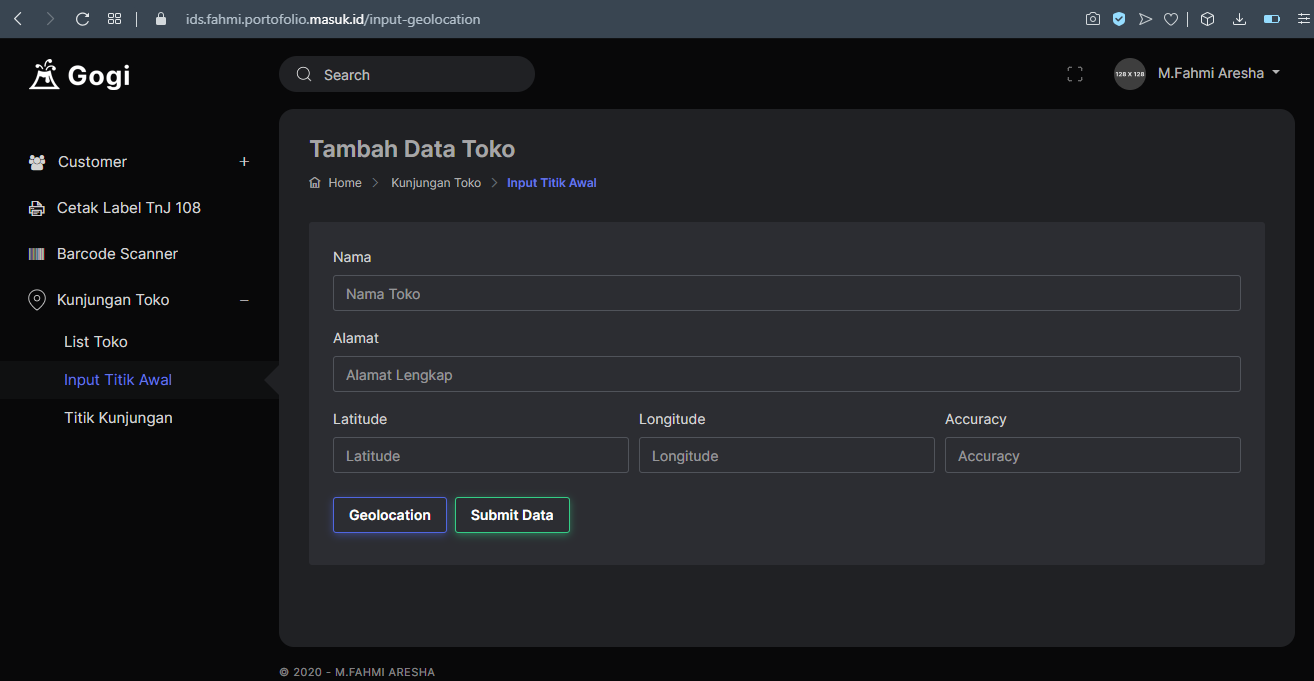 ids.fahmi.portofolio.masuk.id/input-geolocation
Gogi
Search
128 X 128
M.Fahmi Aresha
Customer
Cetak Label TnJ 108
Barcode Scanner
Kunjungan Toko
List Toko
Input Titik Awal
Titik Kunjungan
Tambah Data Toko
Home > Kunjungan Toko > Input Titik Awal
Nama
Nama Toko
Alamat
Alamat Lengkap
Latitude Longitude Accuracy
Latitude Longitude Accuracy
Geolocation Submit Data
© 2020 - M.FAHMI ARESHA